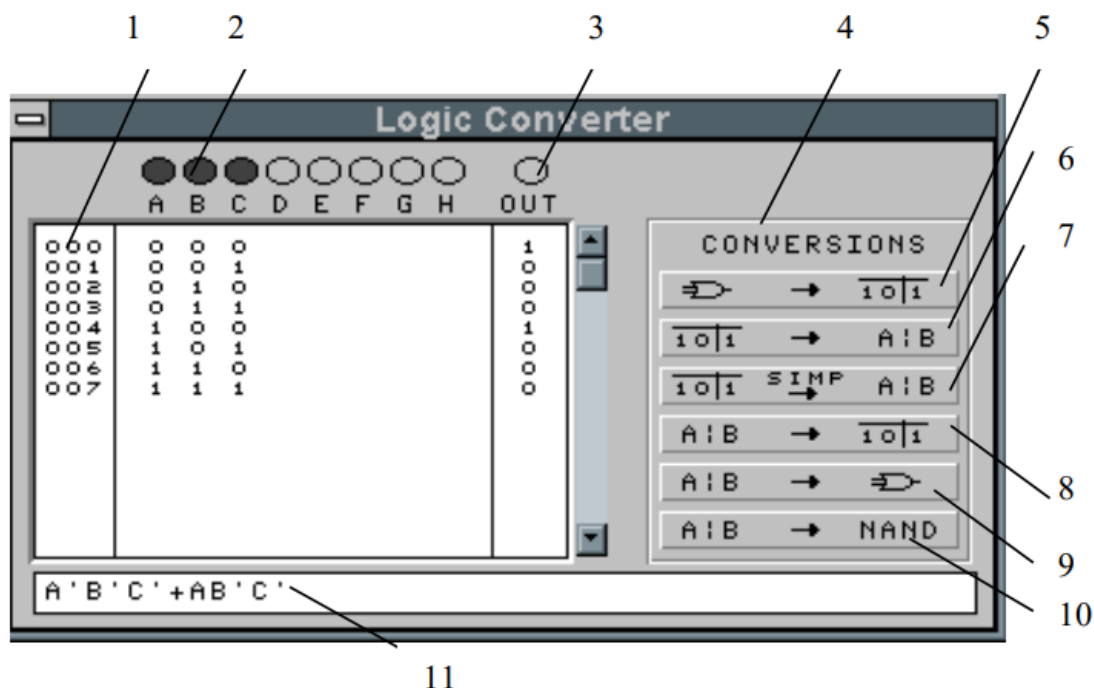 1 2 3 4 5
Logic Converter
6
A B C D E F G H OUT
7
CONVERSIONS
000 0 0 0 1
001 0 0 1 0
002 0 1 0 0
003 0 1 1 0
004 1 0 0 1
005 1 0 1 0
006 1 1 0 0
007 1 1 1 0
→ 1 0|1
1 0|1 → A|B
1 0|1 SIMP → A|B
A|B → 1 0|1
A|B →
A|B → NAND
8
9
10
A'B'C'+AB'C'
11